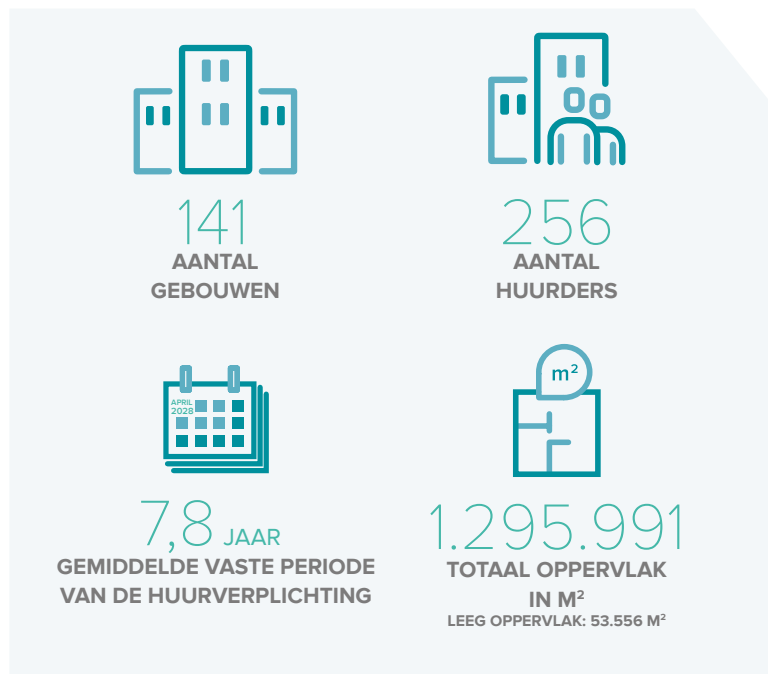 141
AANTAL
GEBOUWEN
256
AANTAL
HUURDERS
APRIL
2028
7,8 JAAR
GEMIDDELDE VASTE PERIODE
VAN DE HUURVERPLICHTING
m²
1.295.991
TOTAAL OPPERVLAK
IN M²
LEEG OPPERVLAK: 53.556 M²